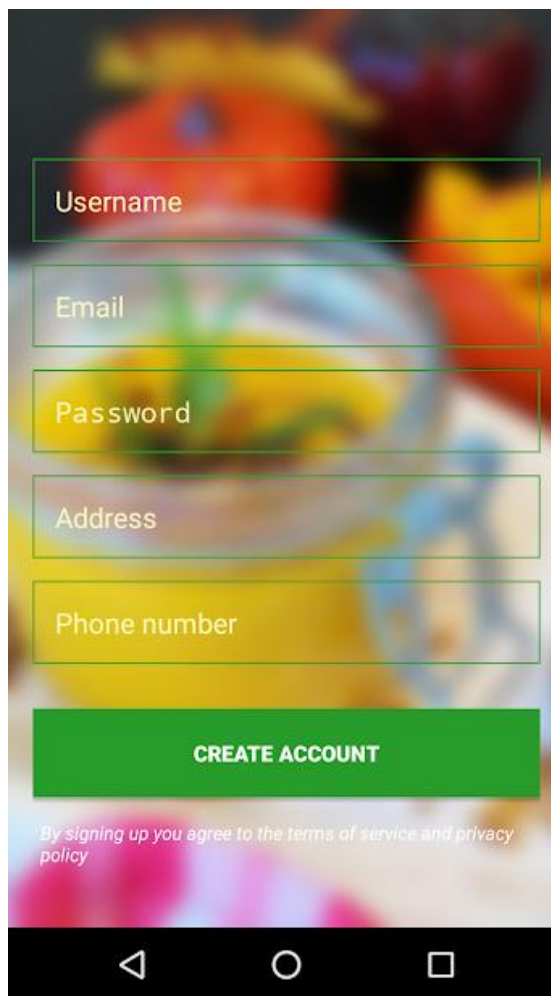 Username
Email
Password
Address
Phone number
CREATE ACCOUNT
By signing up you agree to the terms of service and privacy
policy